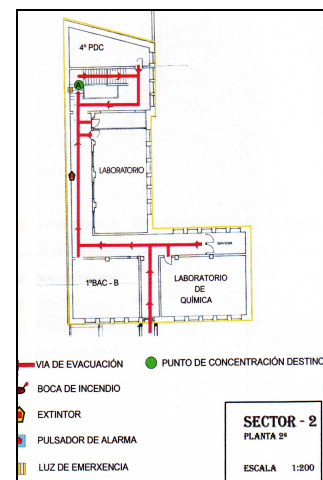 4º PDC
LABORATORIO
1ºBAC - B
LABORATORIO
DE
QUÍMICA
VIA DE EVACUACIÓN
PUNTO DE CONCENTRACIÓN DESTINO
BOCA DE INCENDIO
EXTINTOR
PULSADOR DE ALARMA
LUZ DE EMERXENCIA
SECTOR - 2
PLANTA 2ª
ESCALA 1:200